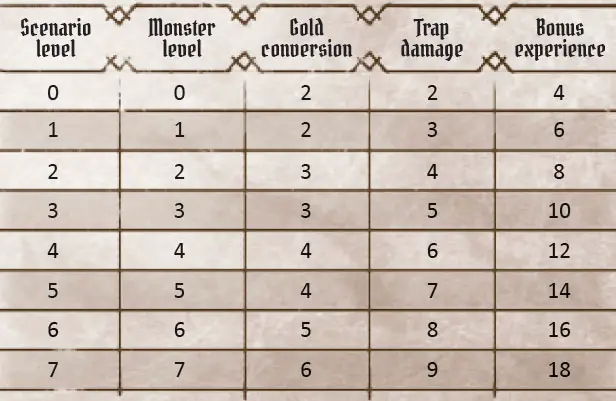 Scenario level Monster level Gold conversion Trap damage Bonus experience
0 0 2 2 4
1 1 2 3 6
2 2 3 4 8
3 3 3 5 10
4 4 4 6 12
5 5 4 7 14
6 6 5 8 16
7 7 6 9 18